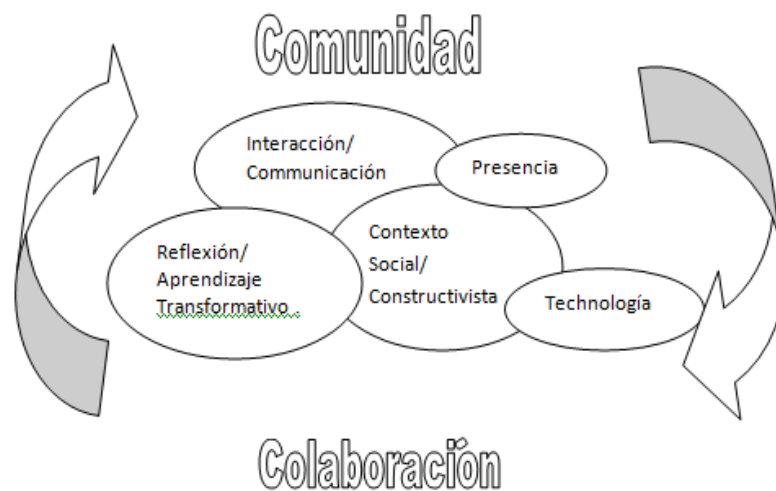 Comunidad
Interacción/
Communicación
Presencia
Reflexión/
Aprendizaje
Transformativo .
Contexto
Social/
Constructivista
Technología
Colaboración